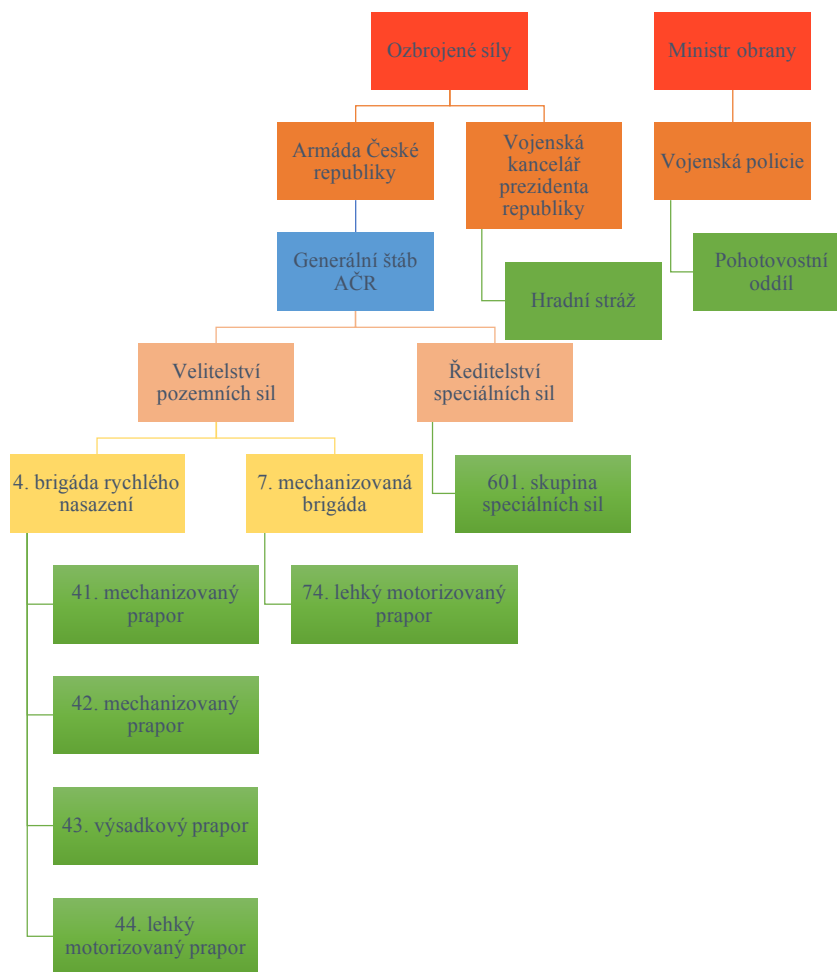 Ozbrojené síly
Ministr obrany
Armáda České
republiky
Vojenská
kancelář
prezidenta
republiky
Vojenská policie
Generální štáb
AČR
Hradní stráž
Pohotovostní
oddíl
Velitelství
pozemních sil
Ředitelství
speciálních sil
4. brigáda rychlého
nasazení
7. mechanizovaná
brigáda
601. skupina
speciálních sil
41. mechanizovaný
prapor
74. lehký motorizovaný
prapor
42. mechanizovaný
prapor
43. výsadkový prapor
44. lehký
motorizovaný prapor